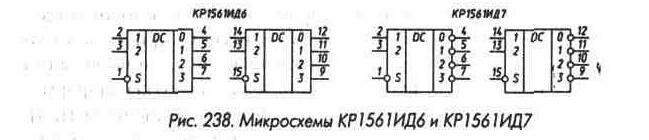 КР1561ИД6 КР1561ИД7
2 1 DC 0 4 14 1 DC 0 12 2 1 DC 0 4 14 1 DC 0 12
3 2 1 5 13 2 1 11 3 2 1 5 13 2 1 11
2 6 2 10 2 6 2 10
1 S 3 7 15 S 3 9 1 S 3 7 15 S 3 9
Рис. 238. Микросхемы КР1561ИД6 и КР1561ИД7